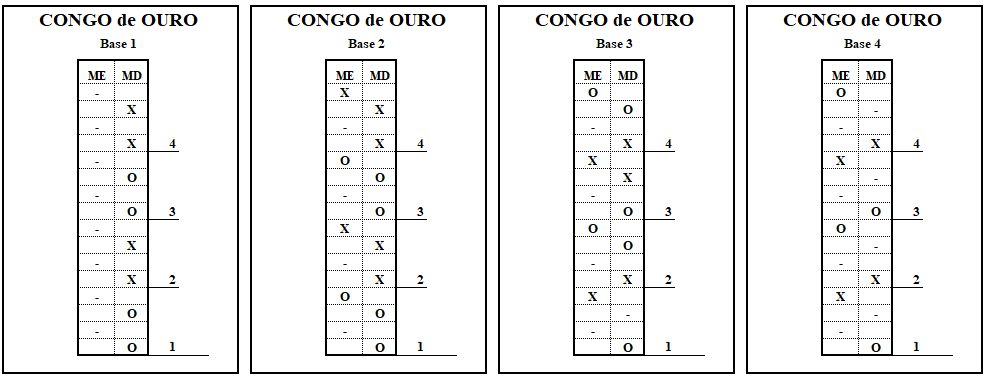 CONGO de OURO
Base 1
ME MD
-
X
-
X 4
-
O
-
O 3
-
X
-
X 2
-
O
-
O 1
CONGO de OURO
Base 2
ME MD
X
X
-
X 4
O
O
-
O 3
X
X
-
X 2
O
O
-
O 1
CONGO de OURO
Base 3
ME MD
O
O
-
X 4
X
X
-
O 3
O
O
-
X 2
X
-
-
O 1
CONGO de OURO
Base 4
ME MD
O
-
-
X 4
X
-
-
O 3
O
-
-
X 2
X
-
-
O 1